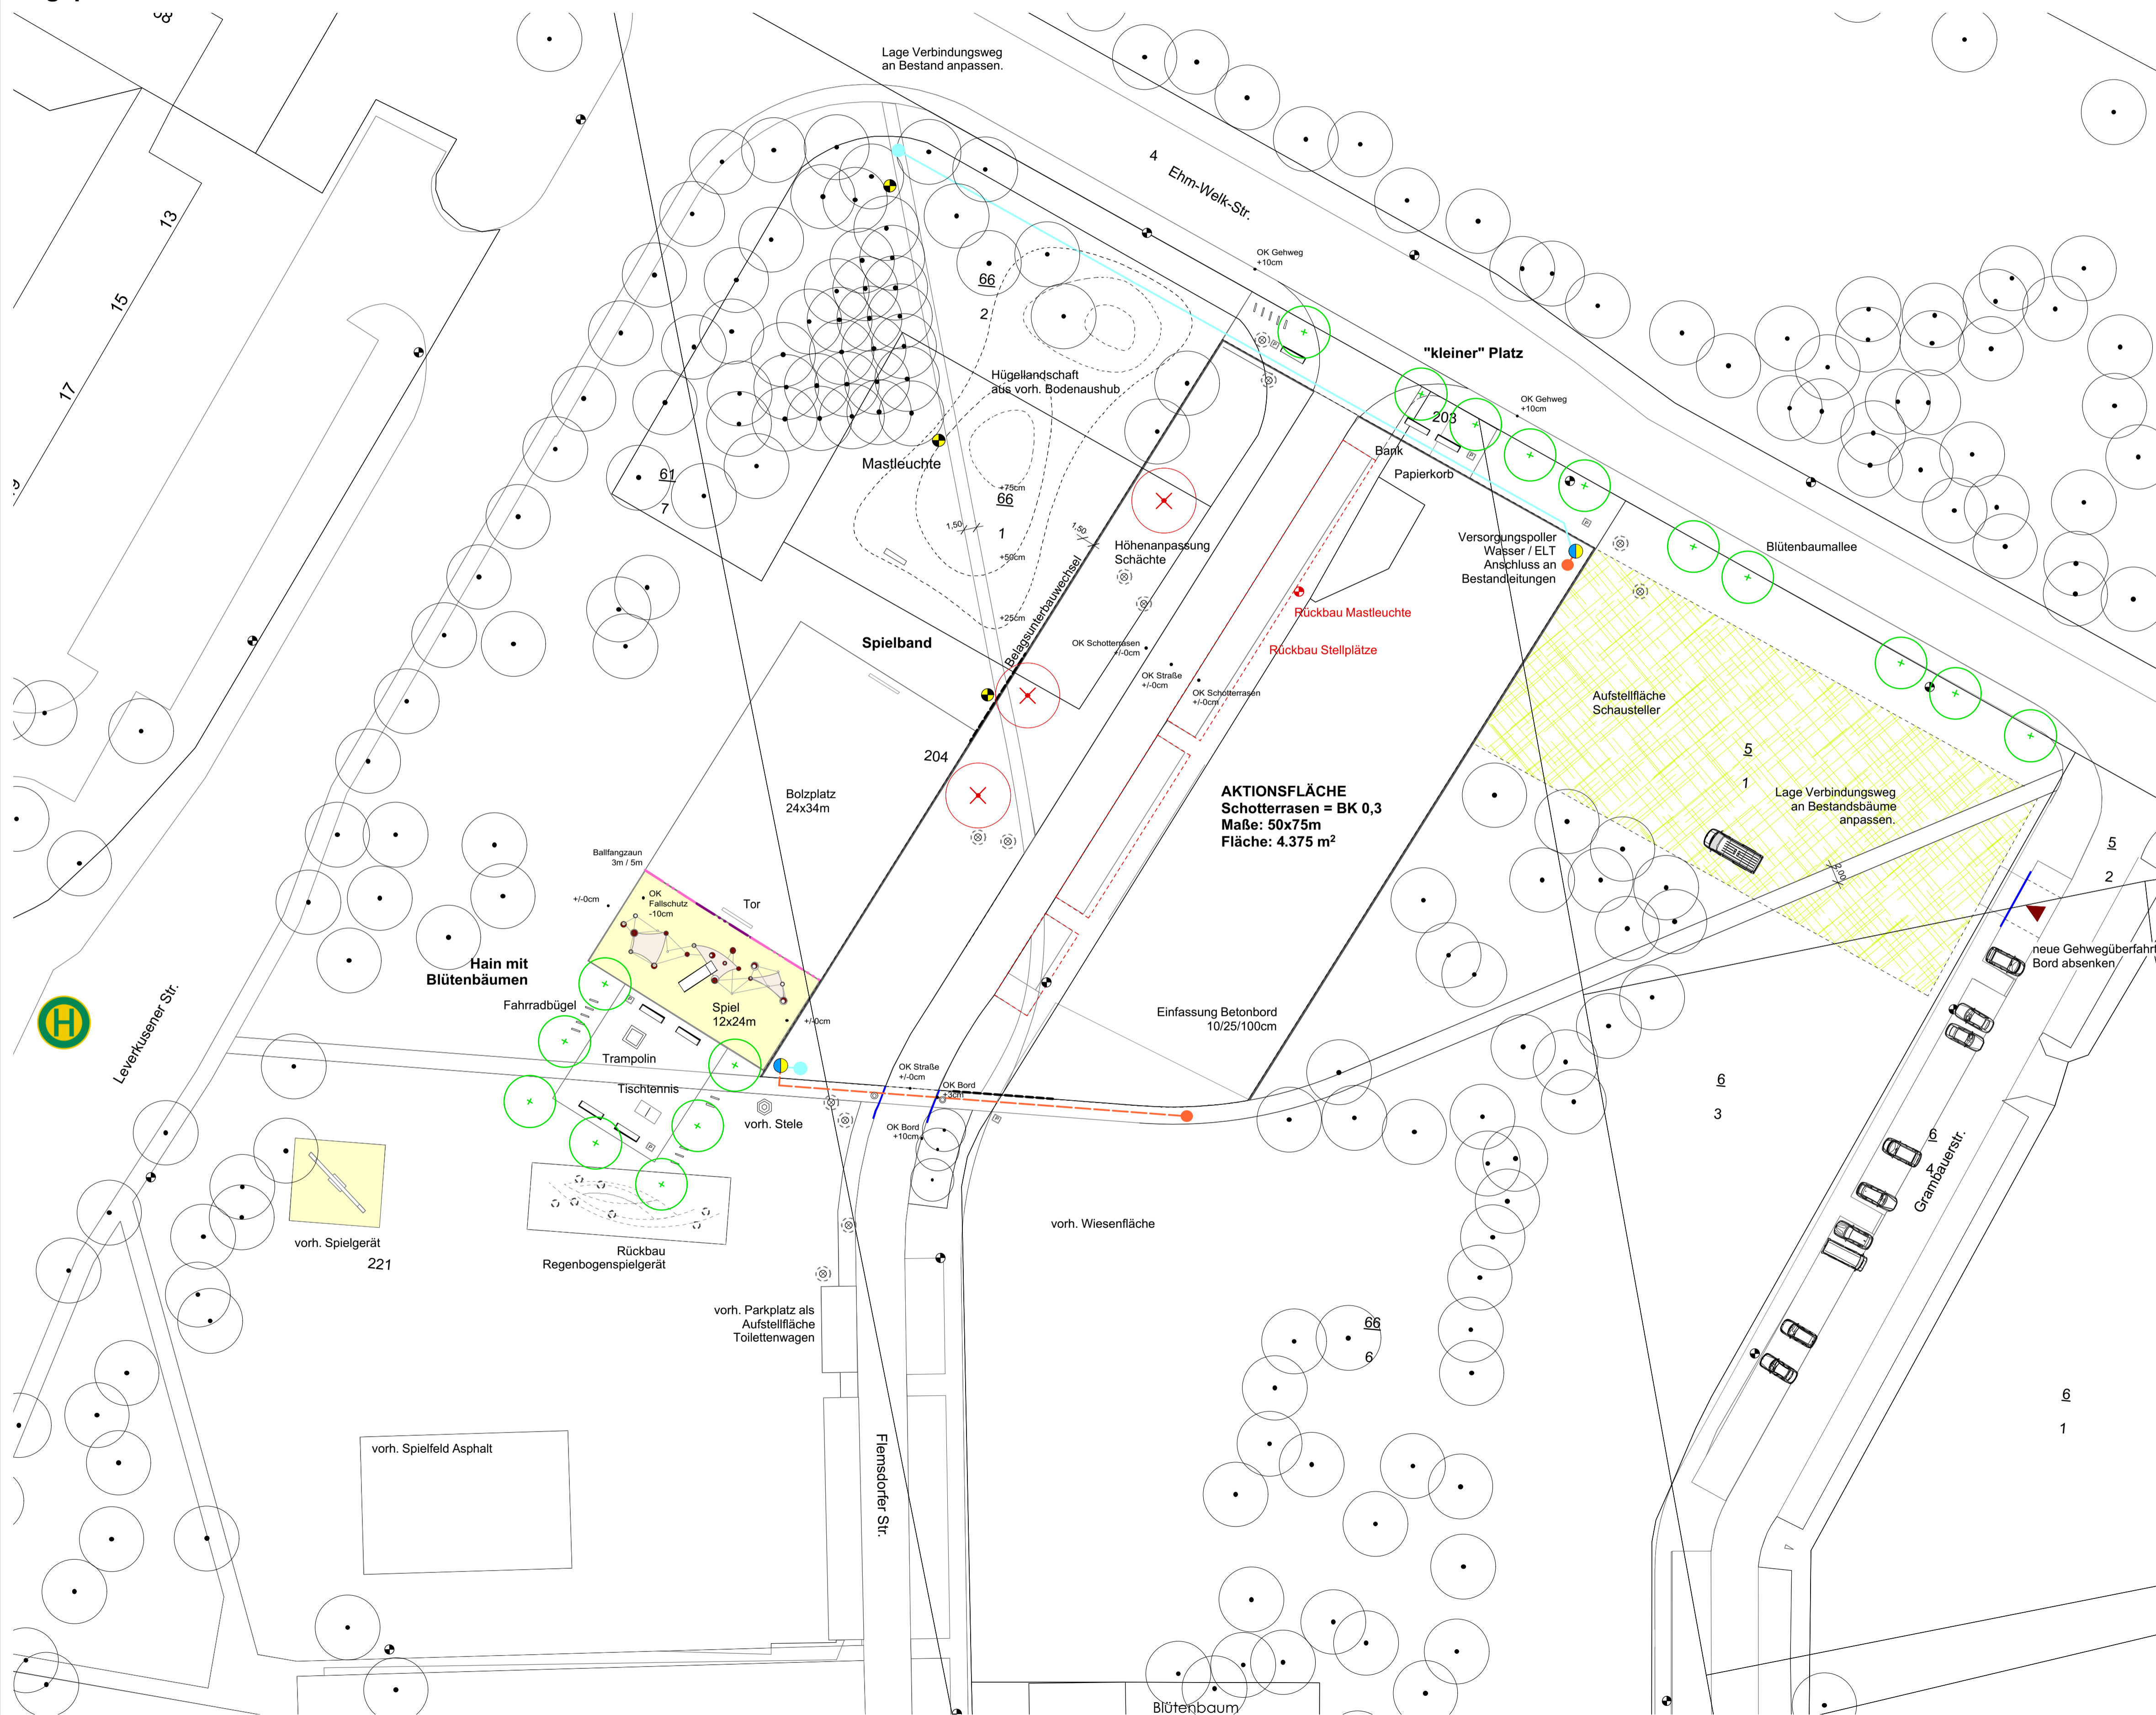 Lage Verbindungsweg
an Bestand anpassen.
4
Ehm-Welk-Str.
13
15
17
OK Gehweg
+10cm
66
2
"kleiner" Platz
Hügellandschaft
aus vorh. Bodenaushub
OK Gehweg
+10cm
203
Bank
Papierkorb
Mastleuchte
61
7
+75cm
66
1
1,50
1,50
+50cm
+25cm
Höhenanpassung
Schächte
Belagsunterbauwechsel
Versorgungspoller
Wasser / ELT
Anschluss an
Bestandleitungen
Blütenbaumallee
Rückbau Mastleuchte
Rückbau Stellplätze
Spielband
OK Schotterrasen
+/-0cm
OK Straße
+/-0cm
OK Schotterrasen
+/-0cm
Aufstellfläche
Schausteller
5
1
204
Bolzplatz
24x34m
AKTIONSFLÄCHE
Schotterrasen = BK 0,3
Maße: 50x75m
Fläche: 4.375 m²
Lage Verbindungsweg
an Bestandsbäume
anpassen.
2,00
5
2
Ballfangzaun
3m / 5m
+/-0cm
OK
Fallschutz
-10cm
Tor
neue Gehwegüberfahrt
Bord absenken
Hain mit
Blütenbäumen
Fahrradbügel
Spiel
12x24m
+/-0cm
Einfassung Betonbord
10/25/100cm
H
Leverkusener Str.
Trampolin
Tischtennis
OK Straße
+/-0cm
OK Bord
+3cm
vorh. Stele
OK Bord
+10cm
6
3
6
4
Grambauerstr.
vorh. Spielgerät
221
Rückbau
Regenbogenspielgerät
vorh. Wiesenfläche
vorh. Parkplatz als
Aufstellfläche
Toilettenwagen
66
6
6
1
vorh. Spielfeld Asphalt
Flemsdorfer Str.
Blütenbaum